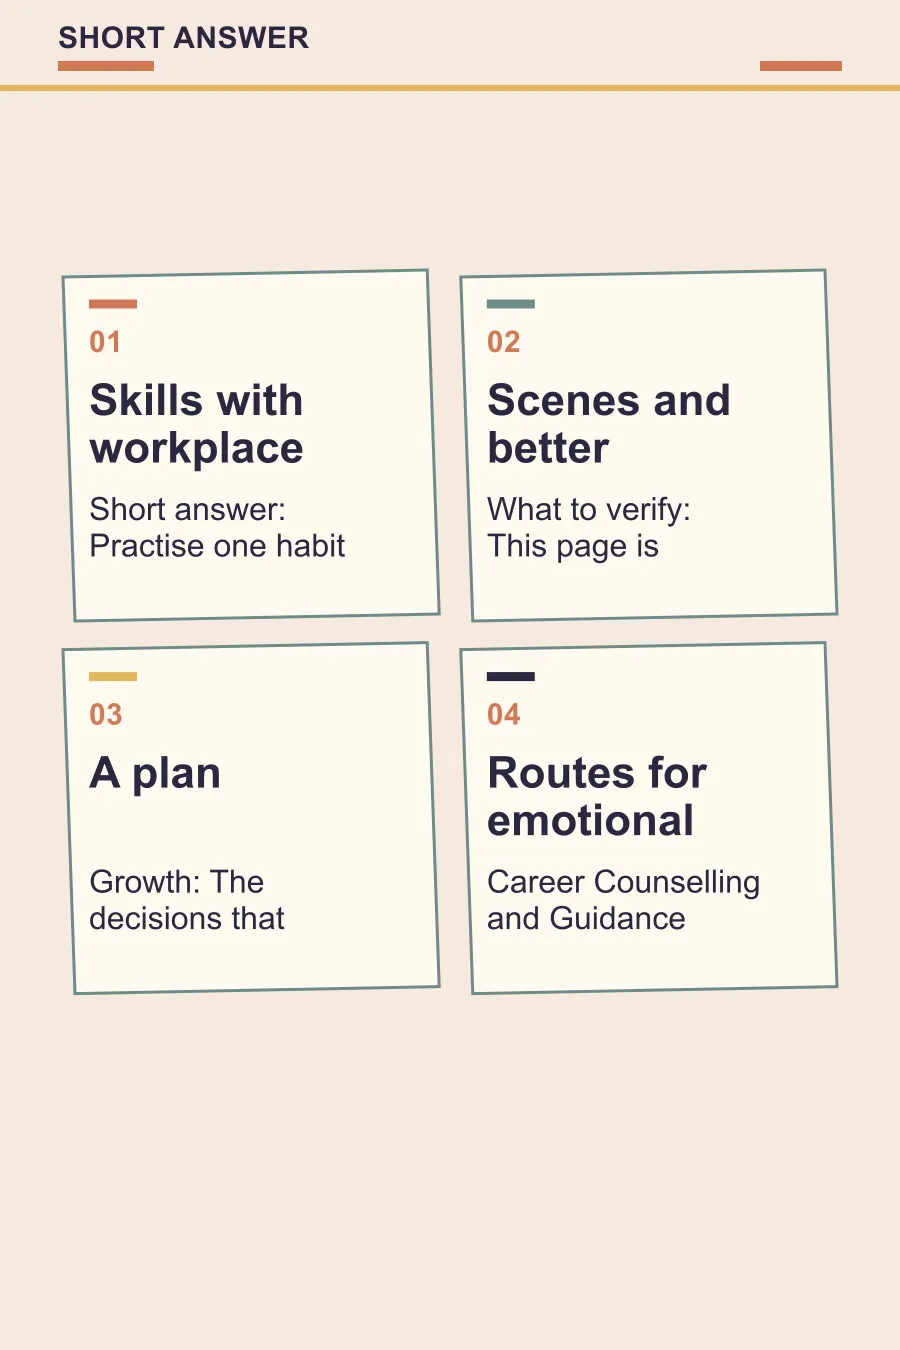 SHORT ANSWER
01
Skills with
workplace
Short answer:
Practise one habit
02
Scenes and
better
What to verify:
This page is
03
A plan
Growth: The
decisions that
04
Routes for
emotional
Career Counselling
and Guidance